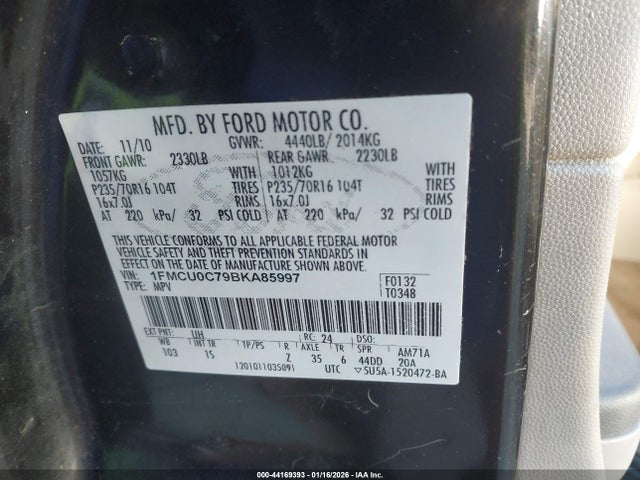 MFD. BY FORD MOTOR CO.
DATE: 11/10 GVWR: 4440LB/ 2014KG
FRONT GAWR: 2330LB REAR GAWR: 2230LB
1057KG WITH 1012KG WITH
P235/70R16 104T TIRES P235/70R16 104T TIRES
16x7.0J RIMS 16x7.0J RIMS
AT 220 kPa/ 32 PSI COLD AT 220 kPa/ 32 PSI COLD
THIS VEHICLE CONFORMS TO ALL APPLICABLE FEDERAL MOTOR
VEHICLE SAFETY AND THEFT PREVENTION STANDARDS IN
EFFECT ON THE DATE OF MANUFACTURE SHOWN ABOVE.
VIN: 1FMCU0C79BKA85997 F0132
TYPE: MPV T0348
EXT PNT: UH RC: 24 DSO:
WB INT TR TP/PS R AXLE TR SPR AM71A
103 IS Z 35 6 44DD 20A
1201011035091 UTC ▽5U5A-1520472-BA
000-44169393 - 01/16/2026 - IAA Inc.